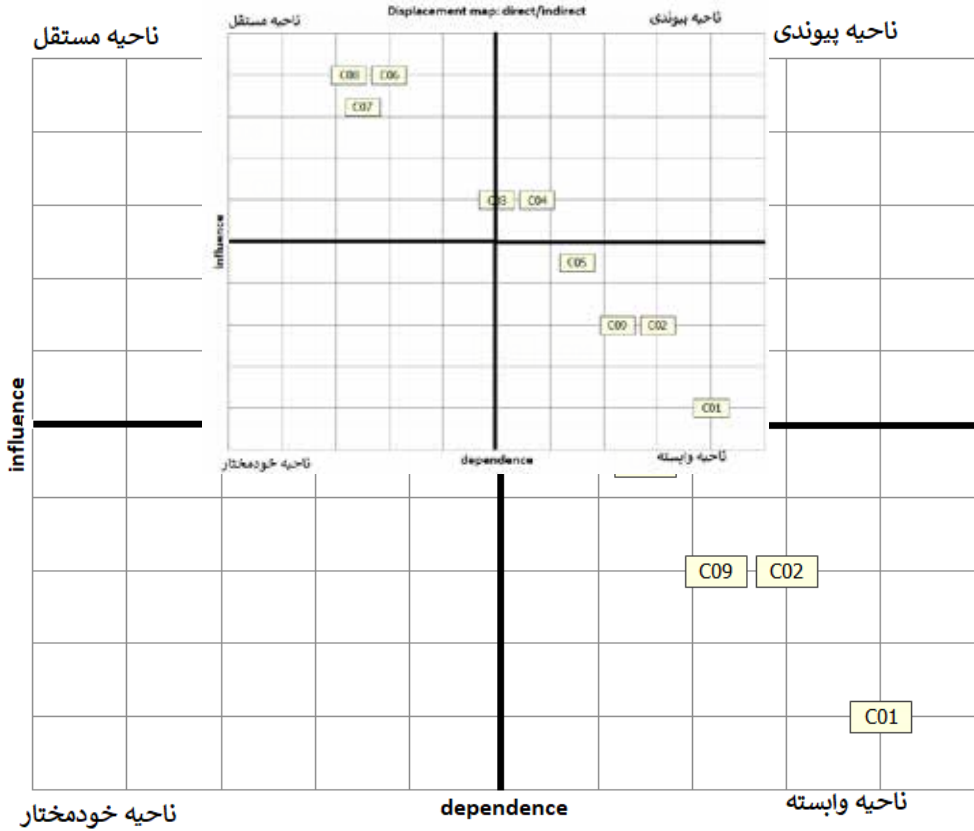 Displacement map: direct/indirect
ناحیه مستقل
ناحیه پیوندی
ناحیه مستقل
ناحیه پیوندی
C08
C06
C07
C03
C04
influence
C05
C09
C02
C01
ناحیه خودمختار
dependence
ناحیه وابسته
influence
C09
C02
C01
ناحیه خودمختار
dependence
ناحیه وابسته